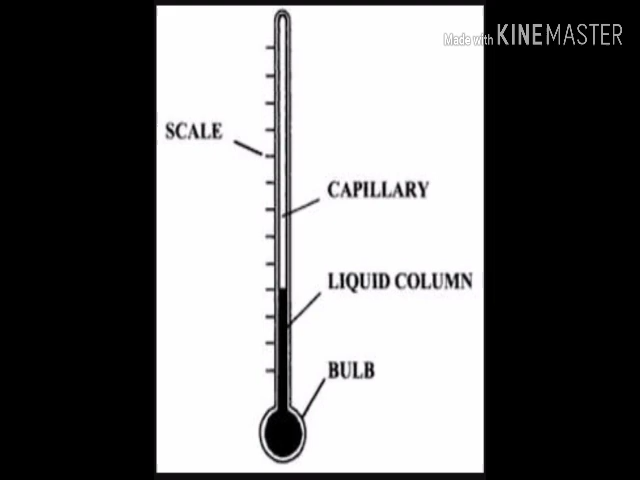 Made with KINEMASTER
SCALE
CAPILLARY
LIQUID COLUMN
BULB